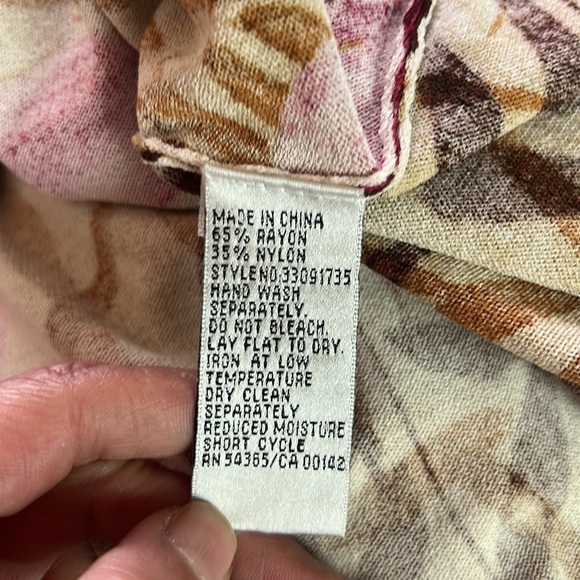 MADE IN CHINA
65% RAYON
35% NYLON
STYLENO.33091735
HAND WASH
SEPARATELY.
DO NOT BLEACH.
LAY FLAT TO DRY.
IRON AT LOW
TEMPERATURE
DRY CLEAN
SEPARATELY
REDUCED MOISTURE
SHORT CYCLE
RN 54365/CA 00142